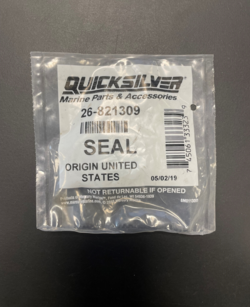 QUICKSILVER
Marine Parts & Accessories
26-821309
SEAL
ORIGIN UNITED
STATES
05/02/19
NOT RETURNABLE IF OPENED